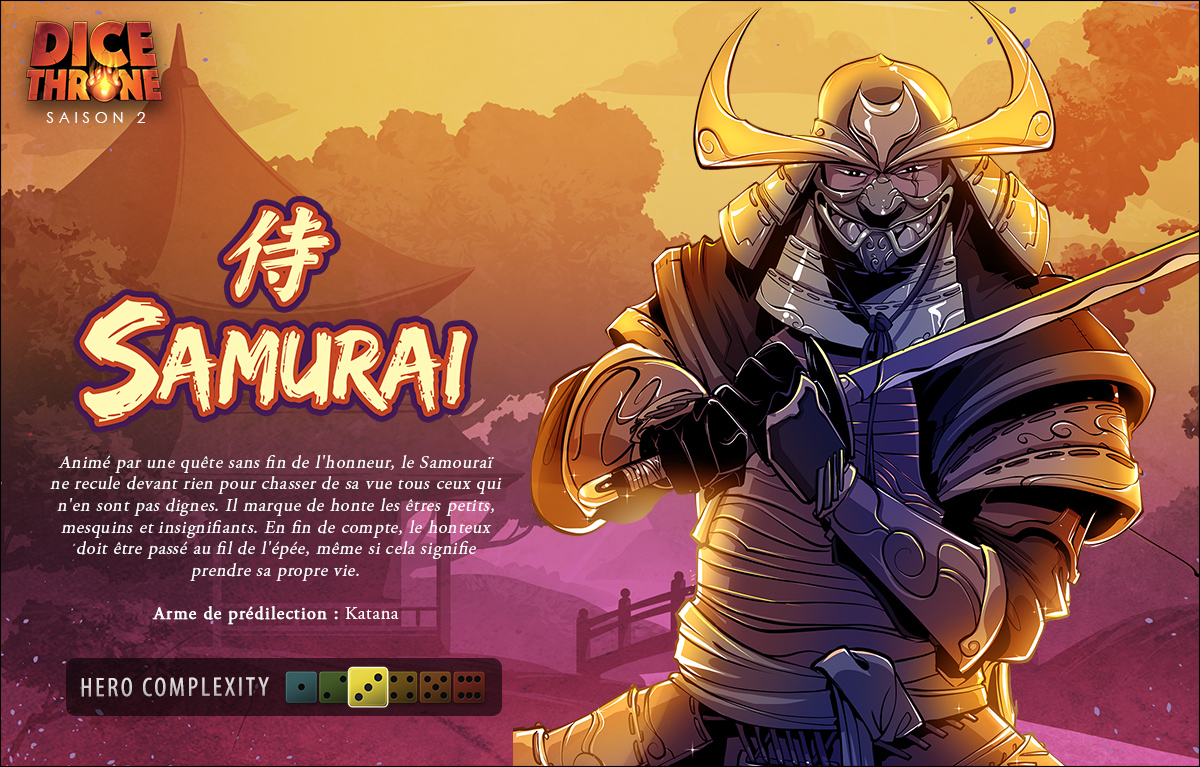 DICE
THRONE
SAISON 2
侍
SAMURAI
Animé par une quête sans fin de l'honneur, le Samouraï
ne recule devant rien pour chasser de sa vue tous ceux qui
n'en sont pas dignes. Il marque de honte les êtres petits,
mesquins et insignifiants. En fin de compte, le honteux
doit être passé au fil de l'épée, même si cela signifie
prendre sa propre vie.
Arme de prédilection : Katana
HERO COMPLEXITY